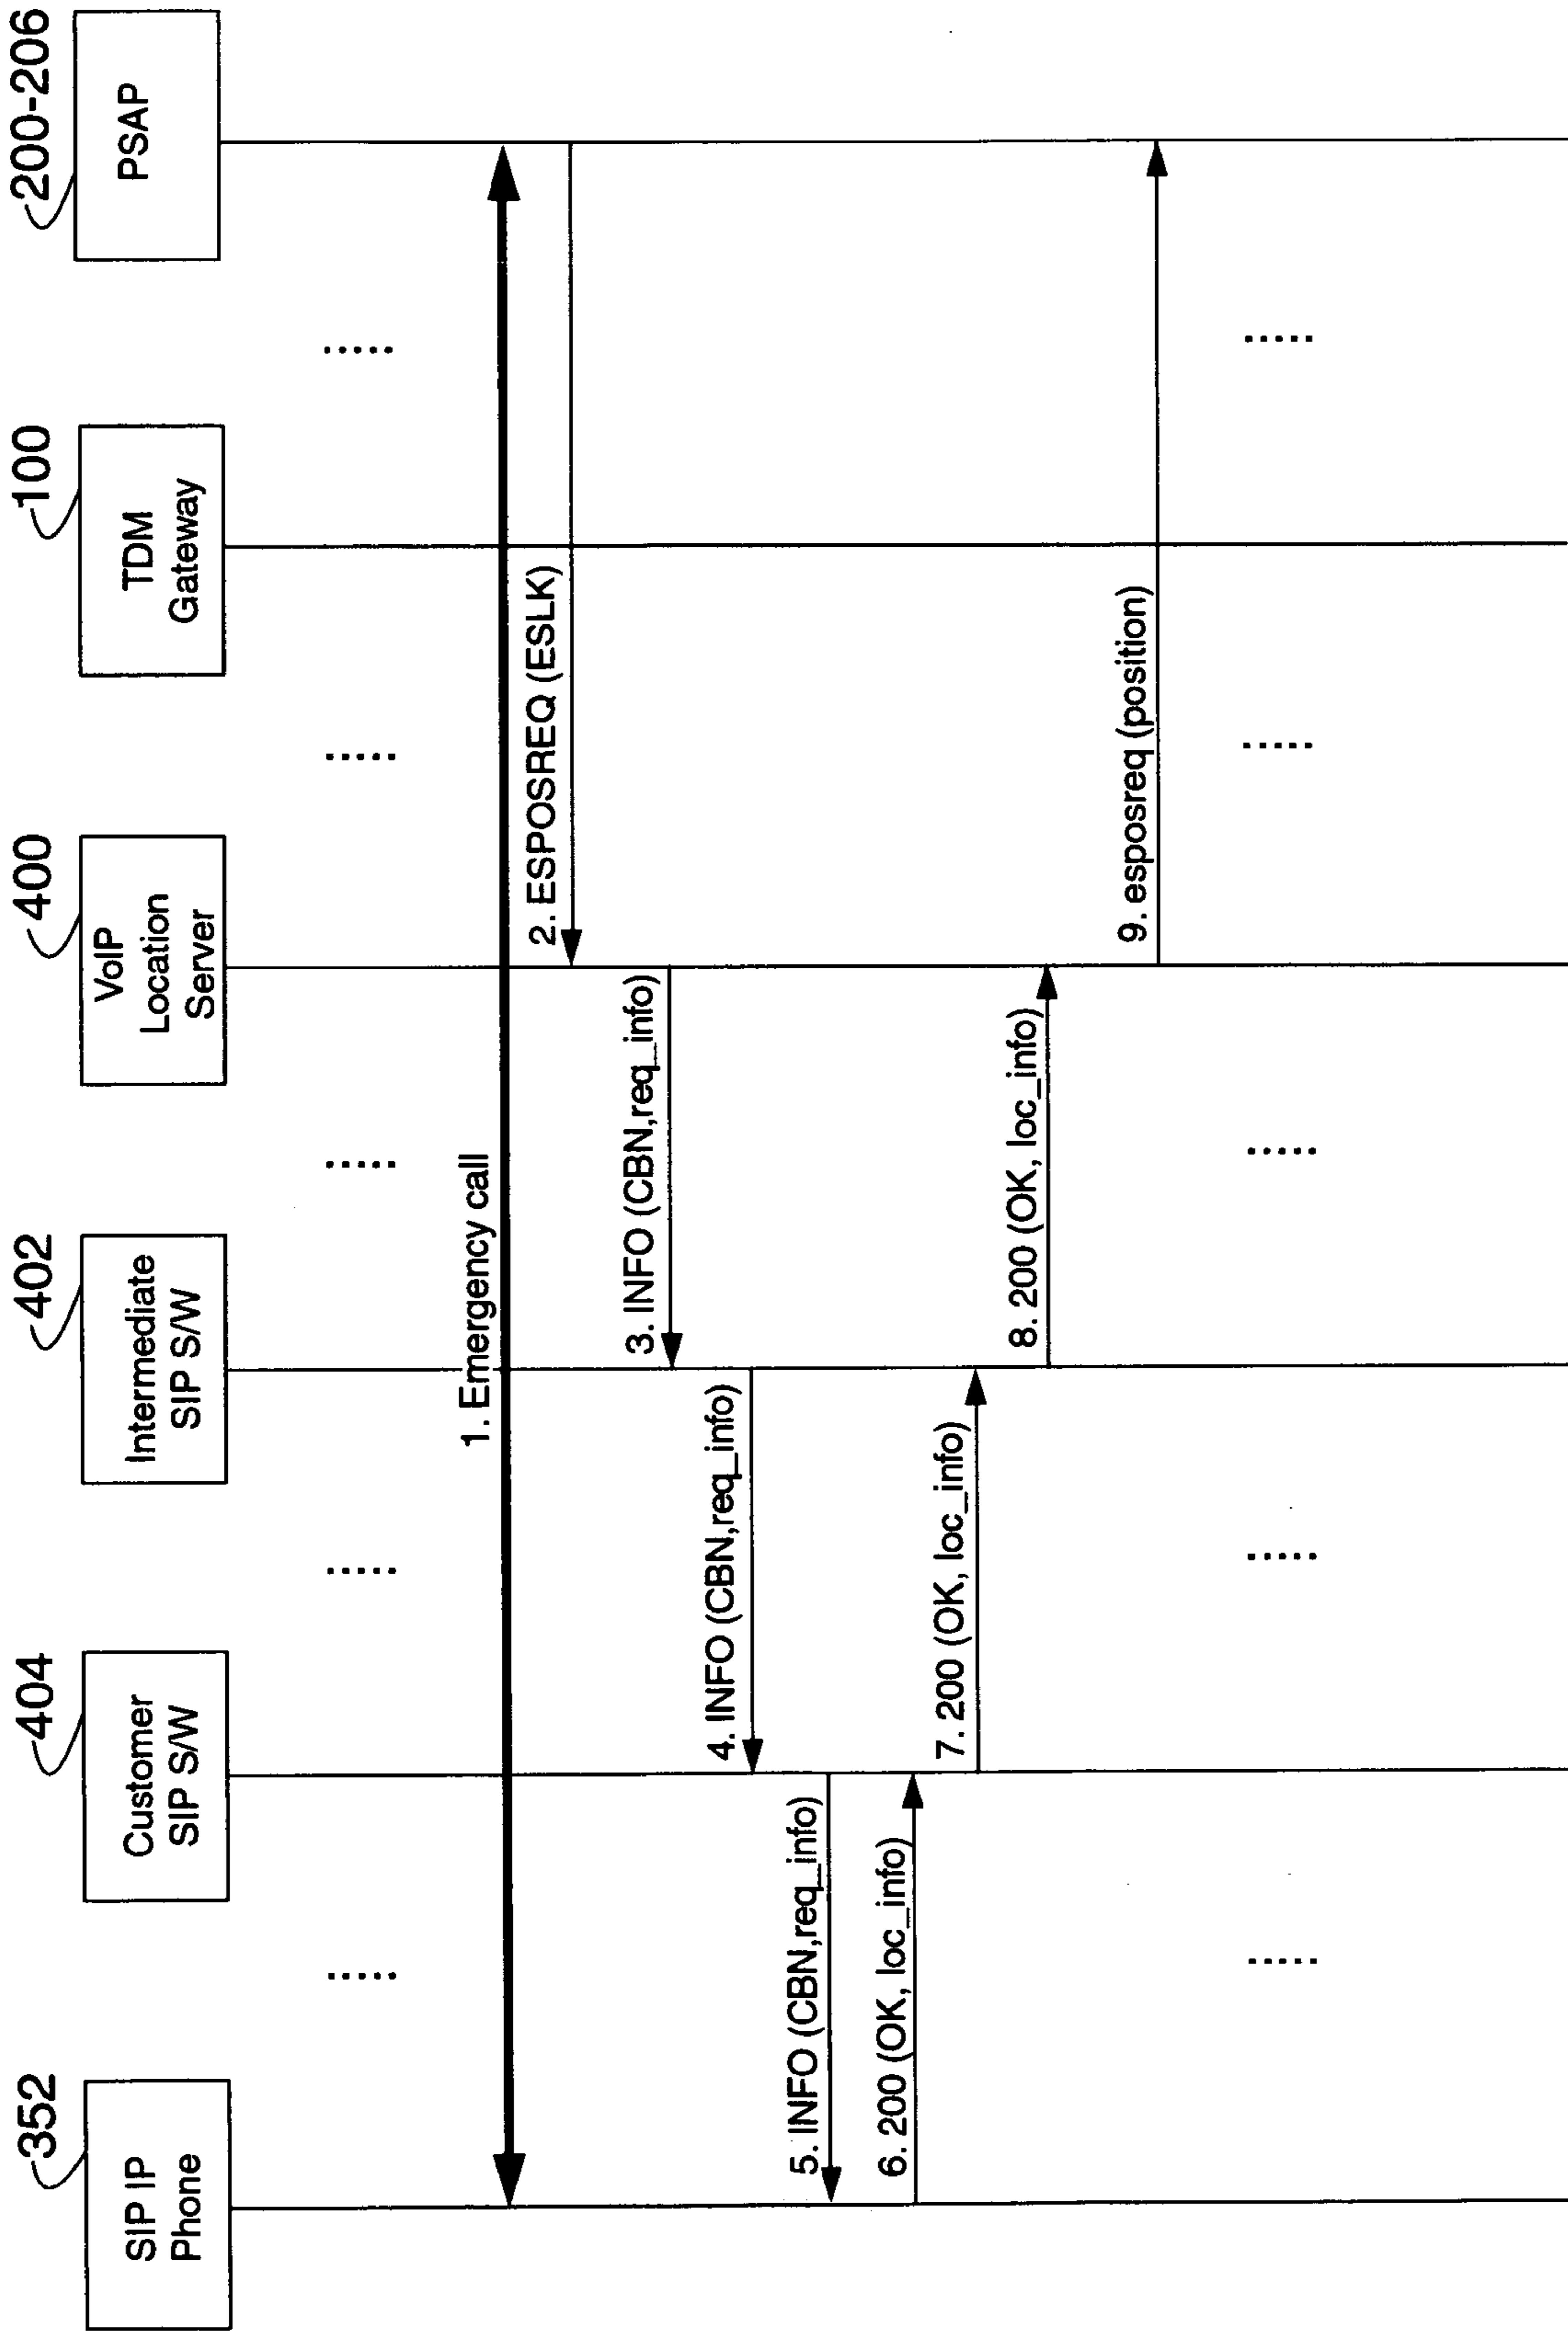 352
SIP IP
Phone
404
Customer
SIP S/W
402
Intermediate
SIP S/W
400
VoIP
Location
Server
100
TDM
Gateway
200-206
PSAP
.....
.....
.....
.....
.....
1. Emergency call
2. ESPOSREQ (ESLK)
3. INFO (CBN,req_info)
4. INFO (CBN,req_info)
5. INFO (CBN,req_info)
6. 200 (OK, loc_info)
7. 200 (OK, loc_info)
8. 200 (OK, loc_info)
9. esposreq (position)
.....
.....
.....
.....
.....